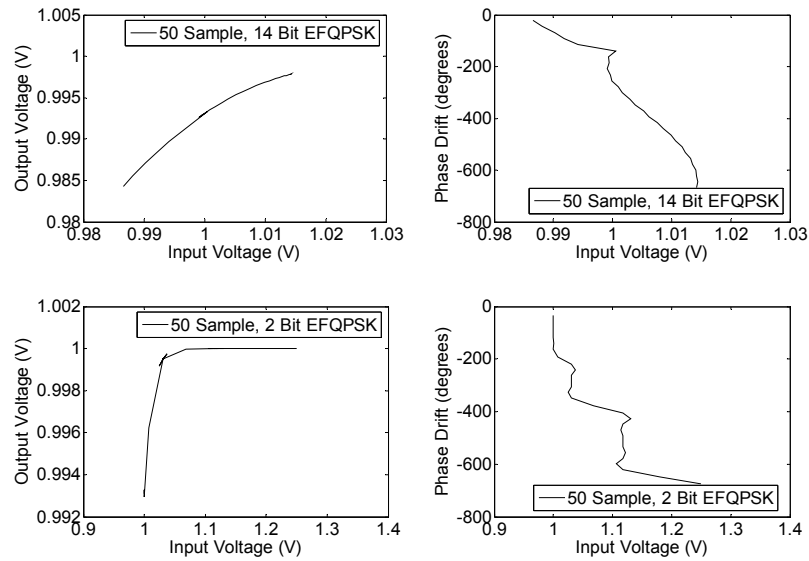 1.005
1
0.995
0.99
0.985
0.98
0.98 0.99 1 1.01 1.02 1.03
Output Voltage (V)
Input Voltage (V)
50 Sample, 14 Bit EFQPSK
0
-200
-400
-600
-800
0.98 0.99 1 1.01 1.02 1.03
Phase Drift (degrees)
Input Voltage (V)
50 Sample, 14 Bit EFQPSK
1.002
1
0.998
0.996
0.994
0.992
0.9 1 1.1 1.2 1.3 1.4
Output Voltage (V)
Input Voltage (V)
50 Sample, 2 Bit EFQPSK
0
-200
-400
-600
-800
0.9 1 1.1 1.2 1.3 1.4
Phase Drift (degrees)
Input Voltage (V)
50 Sample, 2 Bit EFQPSK